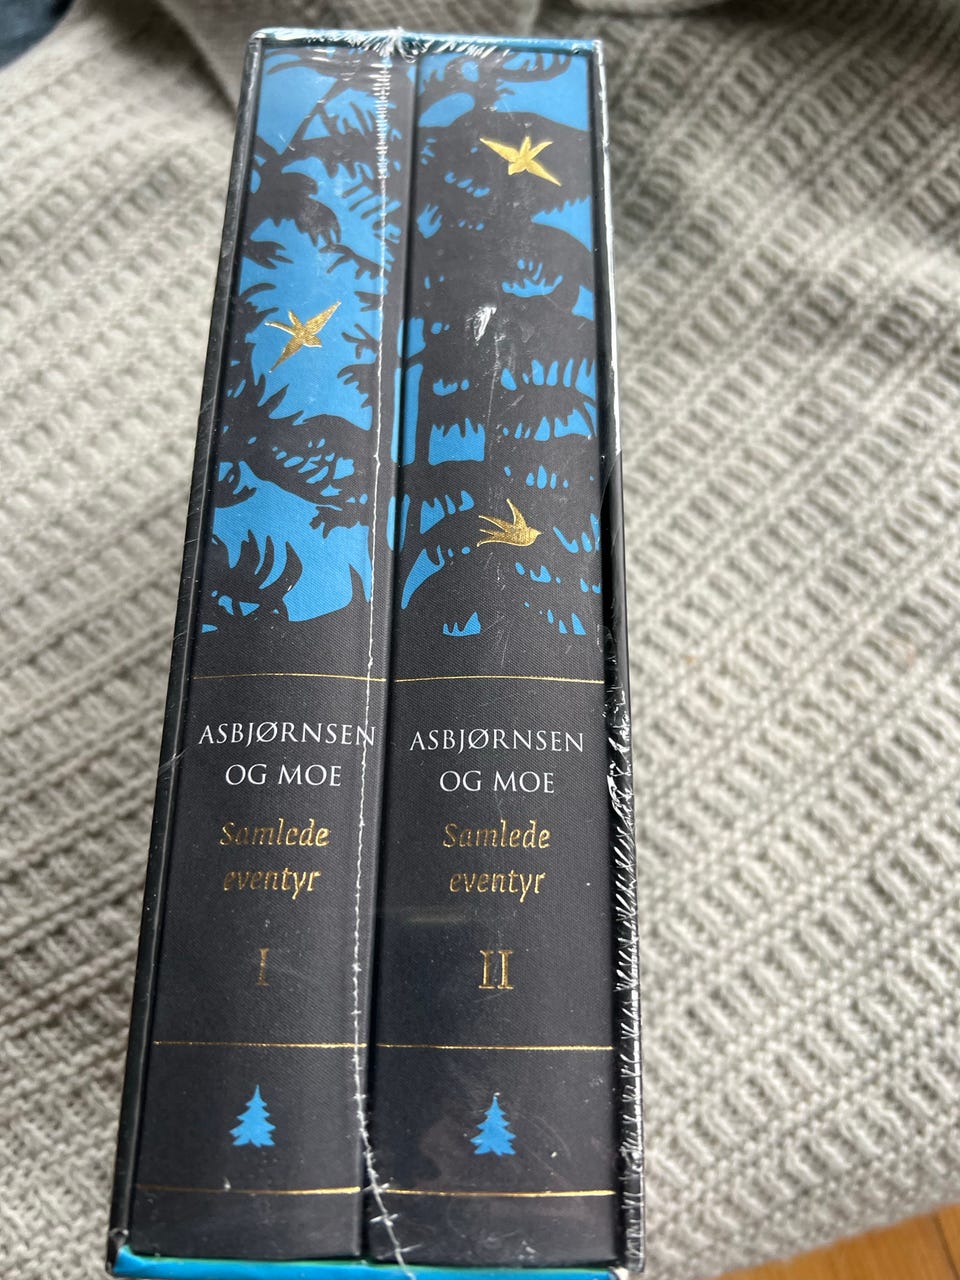 ASBJØRNSEN
OG MOE
Samlede
eventyr
I
ASBJØRNSEN
OG MOE
Samlede
eventyr
II